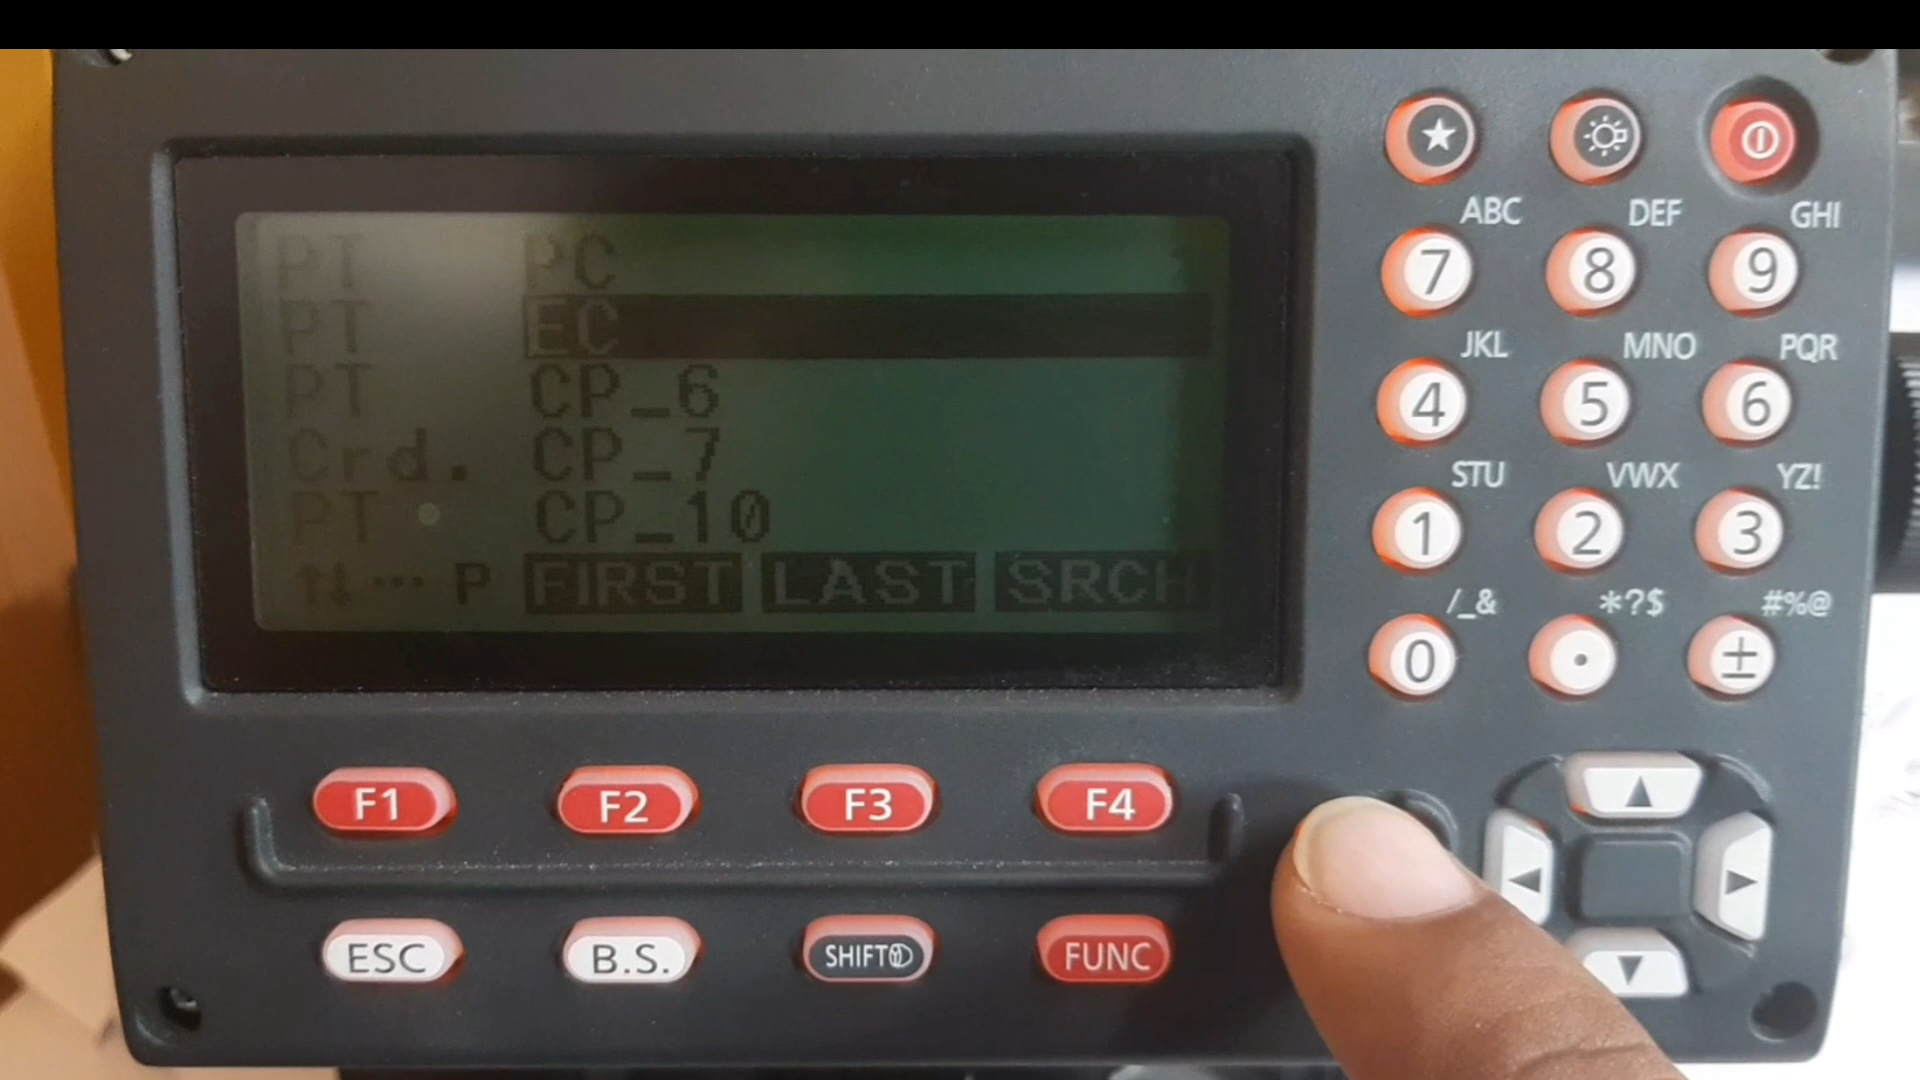 PT PC
PT EC
PT CP_6
Crd. CP_7
PT CP_10
↑↓··· P FIRST LAST SRCH
ABC DEF GHI
7 8 9
JKL MNO PQR
4 5 6
STU VWX YZ!
1 2 3
/_& *?$ #%@
0 . ±
F1 F2 F3 F4
ESC B.S. SHIFT FUNC